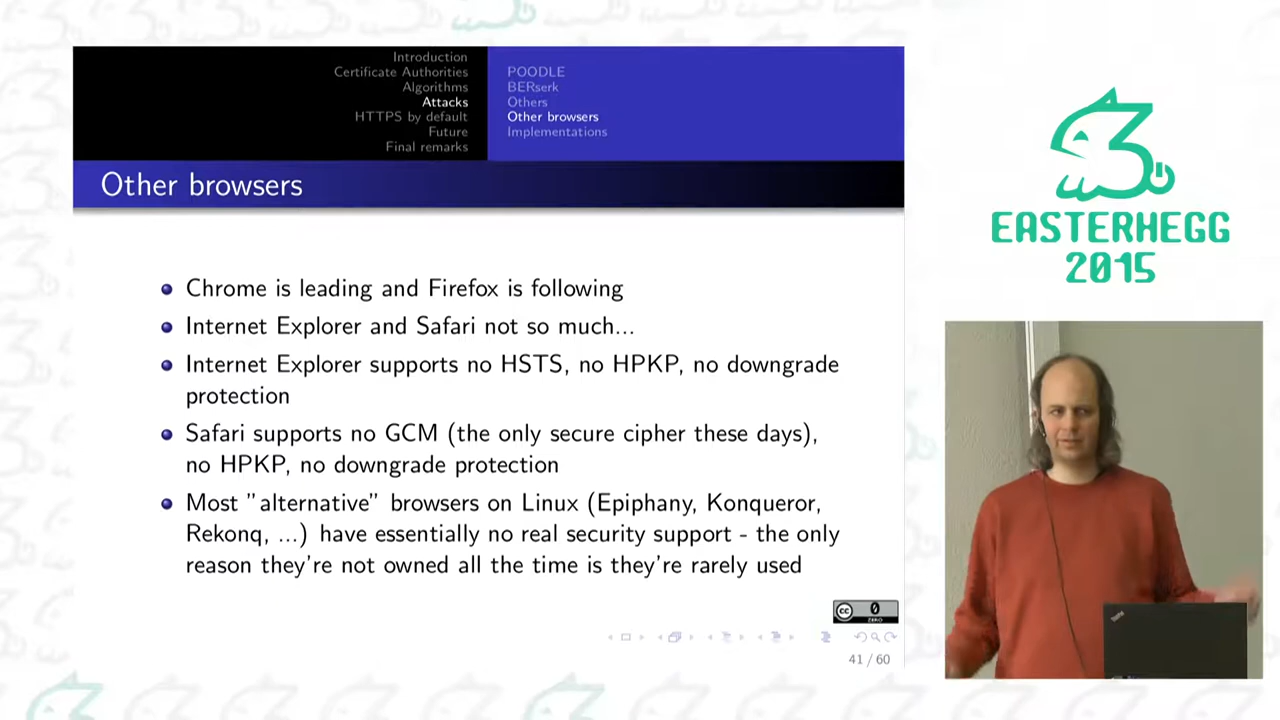 Introduction
Certificate Authorities
Algorithms
Attacks
HTTPS by default
Future
Final remarks
POODLE
BERserk
Others
Other browsers
Implementations
Other browsers
Chrome is leading and Firefox is following
Internet Explorer and Safari not so much...
Internet Explorer supports no HSTS, no HPKP, no downgrade
protection
Safari supports no GCM (the only secure cipher these days),
no HPKP, no downgrade protection
Most "alternative" browsers on Linux (Epiphany, Konqueror,
Rekonq, ...) have essentially no real security support - the only
reason they're not owned all the time is they're rarely used
cc 0
ZERO
41 / 60
EASTERHEGG
2015